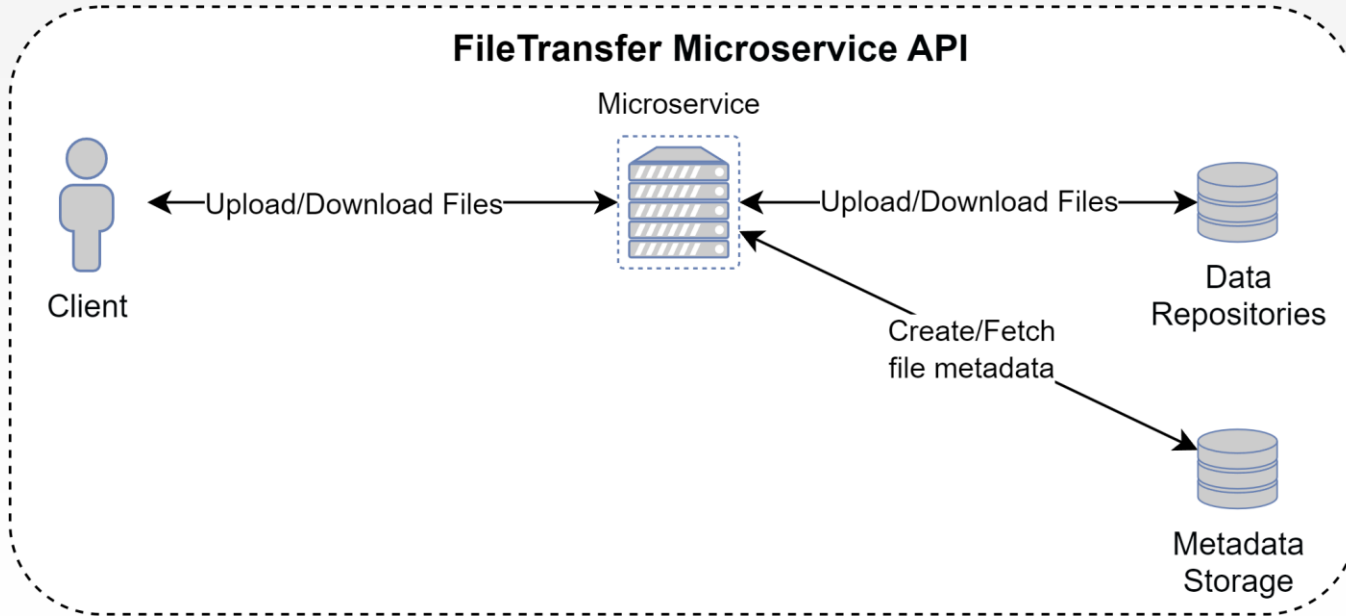 FileTransfer Microservice API
Microservice
Upload/Download Files
Upload/Download Files
Client
Data
Repositories
Create/Fetch
file metadata
Metadata
Storage